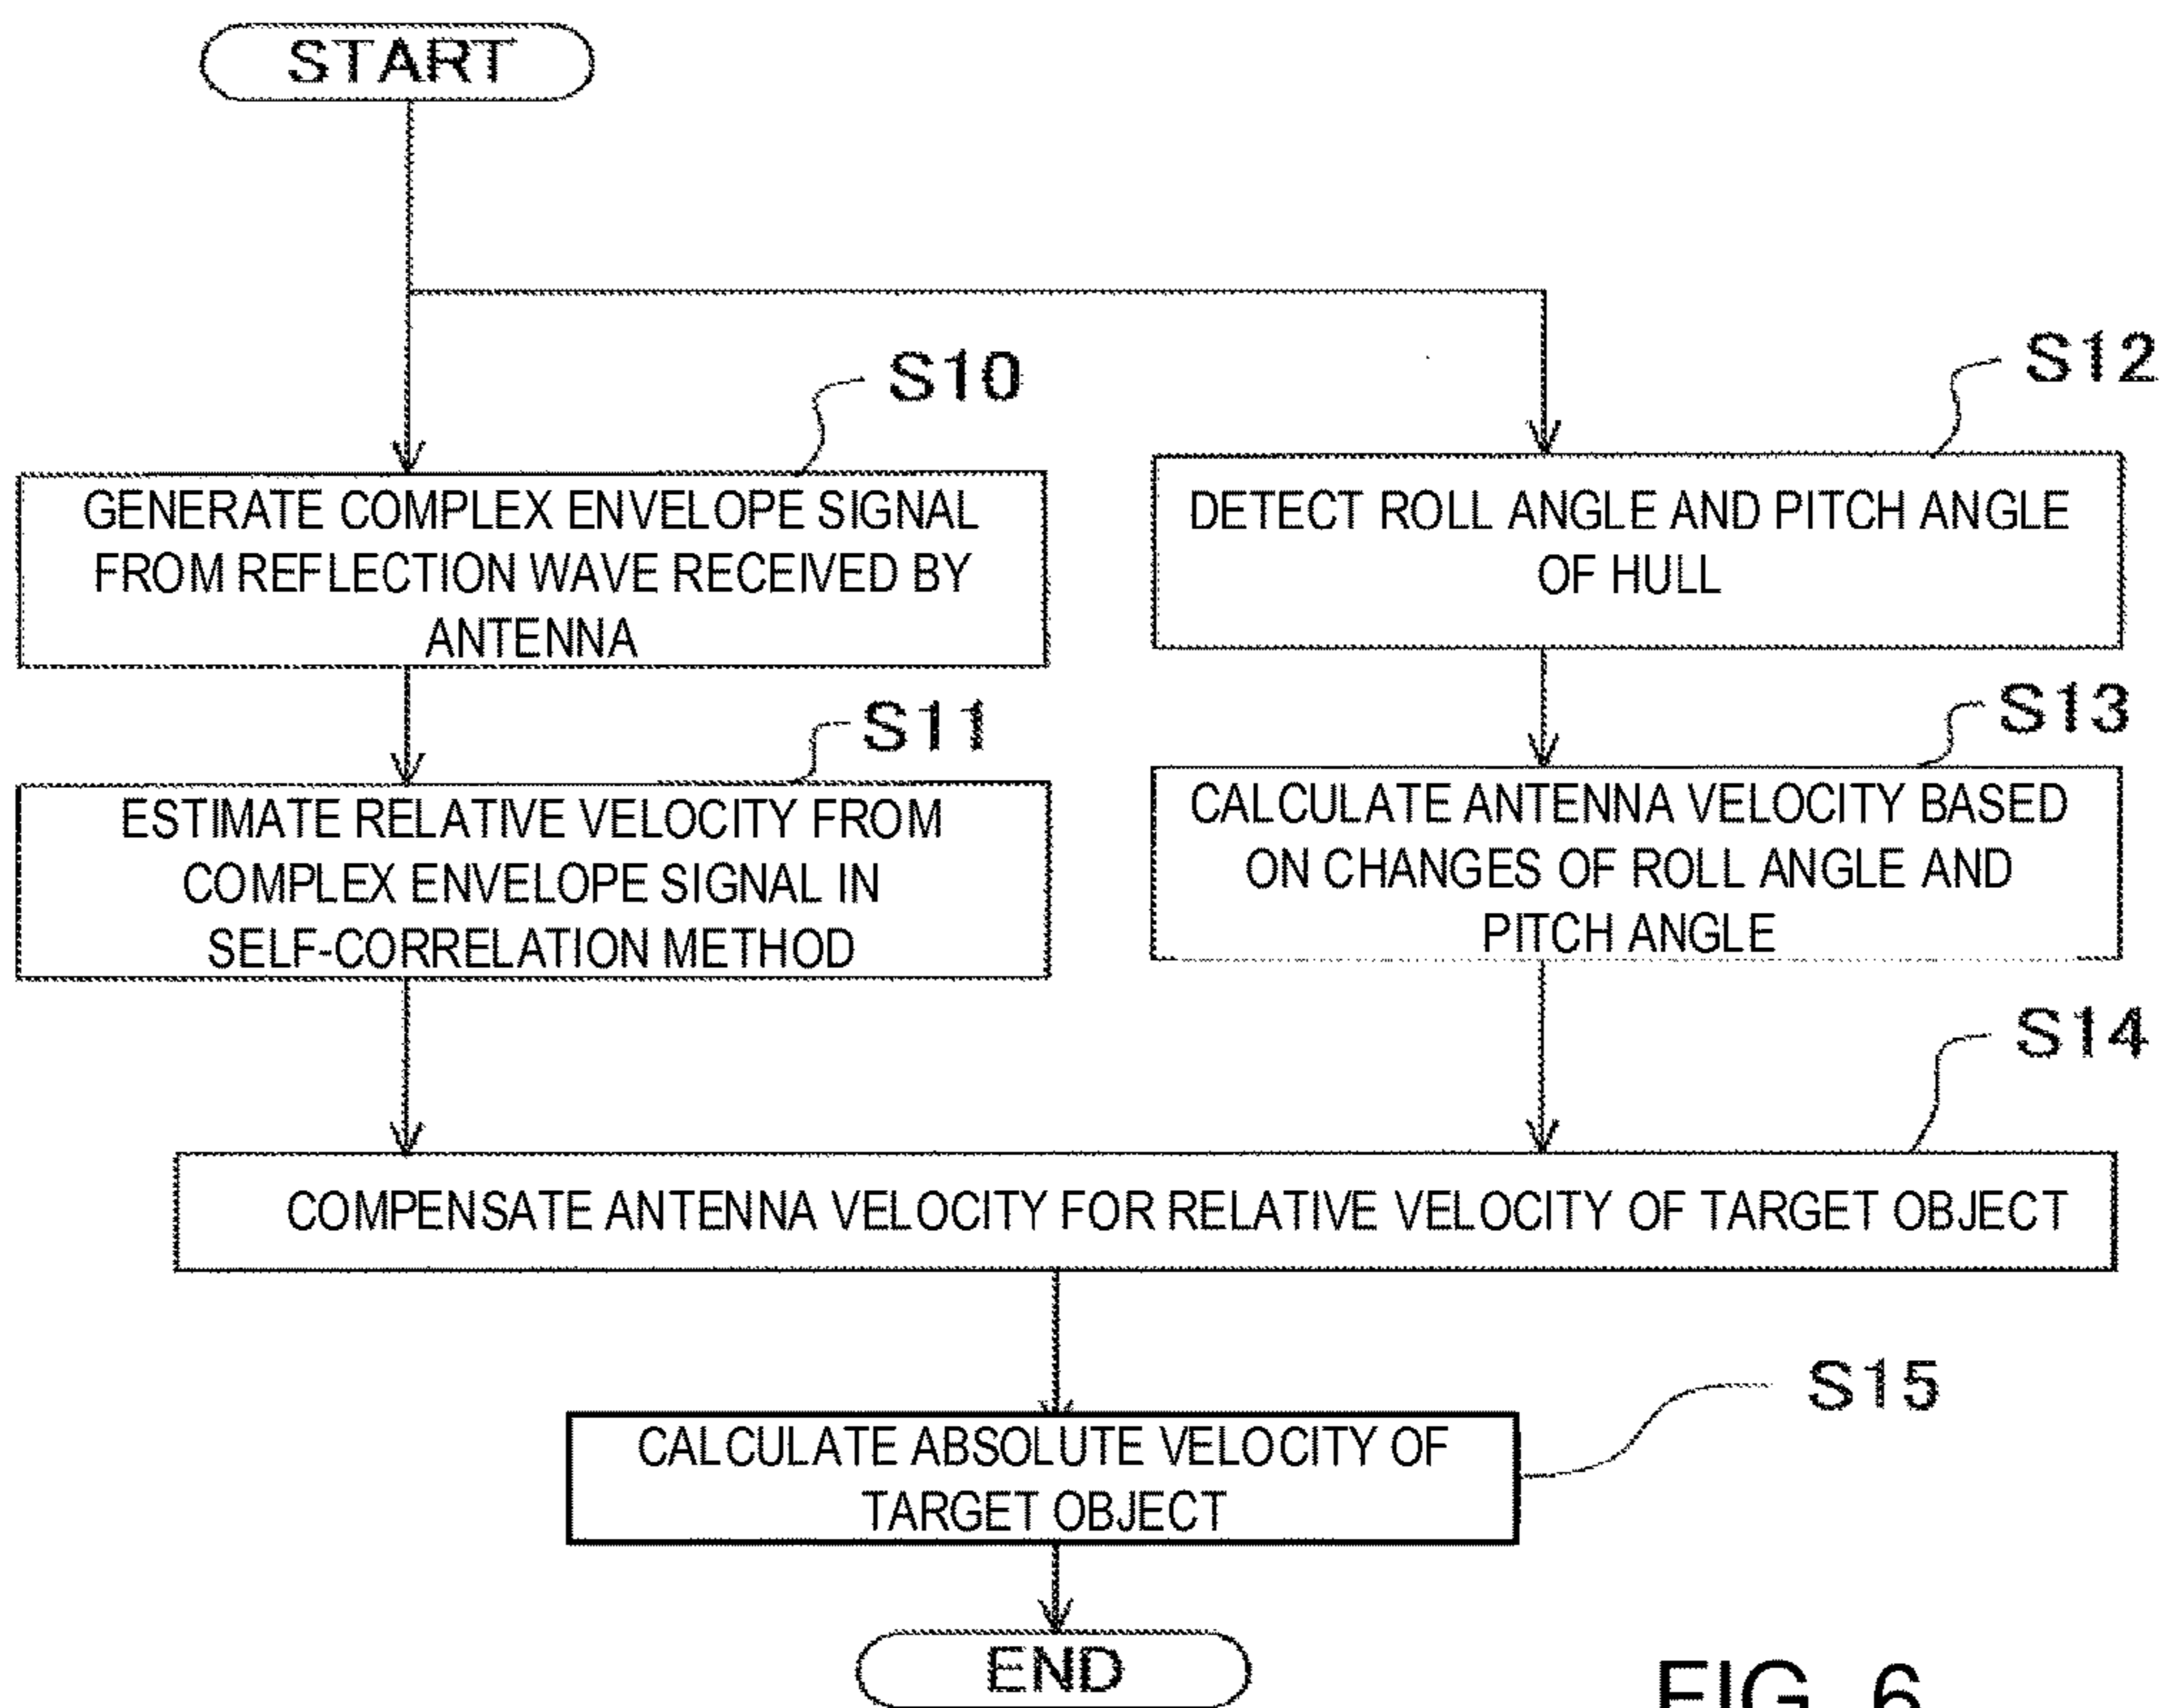 START
S10
GENERATE COMPLEX ENVELOPE SIGNAL
FROM REFLECTION WAVE RECEIVED BY
ANTENNA
S12
DETECT ROLL ANGLE AND PITCH ANGLE
OF HULL
S11
ESTIMATE RELATIVE VELOCITY FROM
COMPLEX ENVELOPE SIGNAL IN
SELF-CORRELATION METHOD
S13
CALCULATE ANTENNA VELOCITY BASED
ON CHANGES OF ROLL ANGLE AND
PITCH ANGLE
S14
COMPENSATE ANTENNA VELOCITY FOR RELATIVE VELOCITY OF TARGET OBJECT
S15
CALCULATE ABSOLUTE VELOCITY OF
TARGET OBJECT
END
FIG. 6